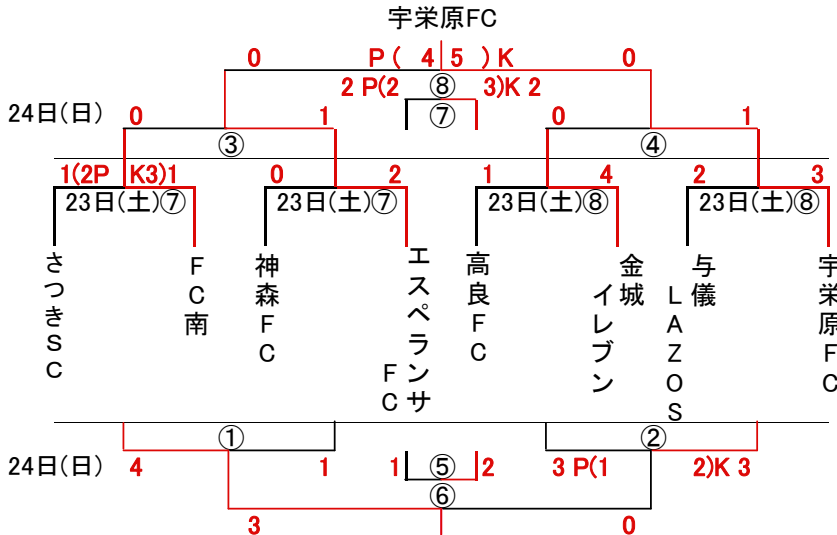 宇栄原FC
0 P( 4 5 )K 0
2 P(2 ⑧ 3)K 2
24日(日) 0 1 ⑦ 0 1
③ ④
1(2P K3)1 0 2 1 4 2 3
23日(土)⑦ 23日(土)⑦ 23日(土)⑧ 23日(土)⑧
さつきSC
FC南
神森FC
エスペランサ
FC
高良FC
金城
イレブン
与儀
LAZOS
宇栄原FC
① ②
24日(日) 4 1 1 ⑤ 2 3 P(1 2)K 3
⑥
3 0